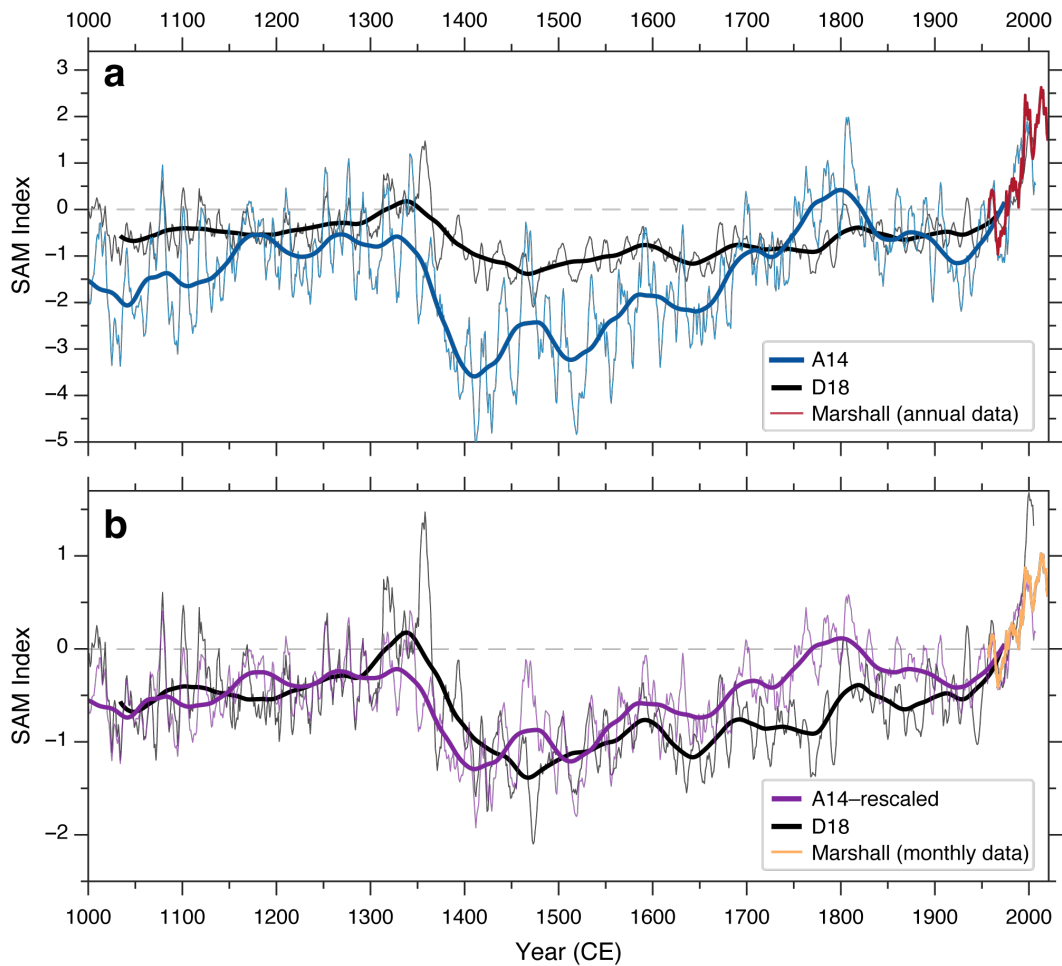 1000 1100 1200 1300 1400 1500 1600 1700 1800 1900 2000
a
3
2
1
0
−1
−2
−3
−4
−5
SAM Index
A14
D18
Marshall (annual data)
b
1
0
−1
−2
SAM Index
A14–rescaled
D18
Marshall (monthly data)
1000 1100 1200 1300 1400 1500 1600 1700 1800 1900 2000
Year (CE)